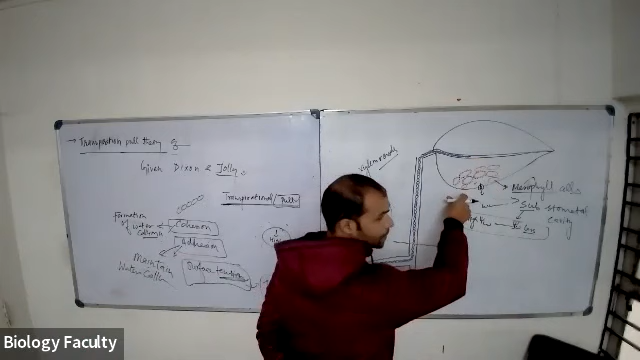 → Transpiration pull theory
Given Dixon & Jolly.
Transpirational Pull
Formation of water column
Cohesion
Adhesion
Maintain Water Column
Surface tension
xylem vessels
Mesophyll cells
Sub stomatal cavity
Biology Faculty